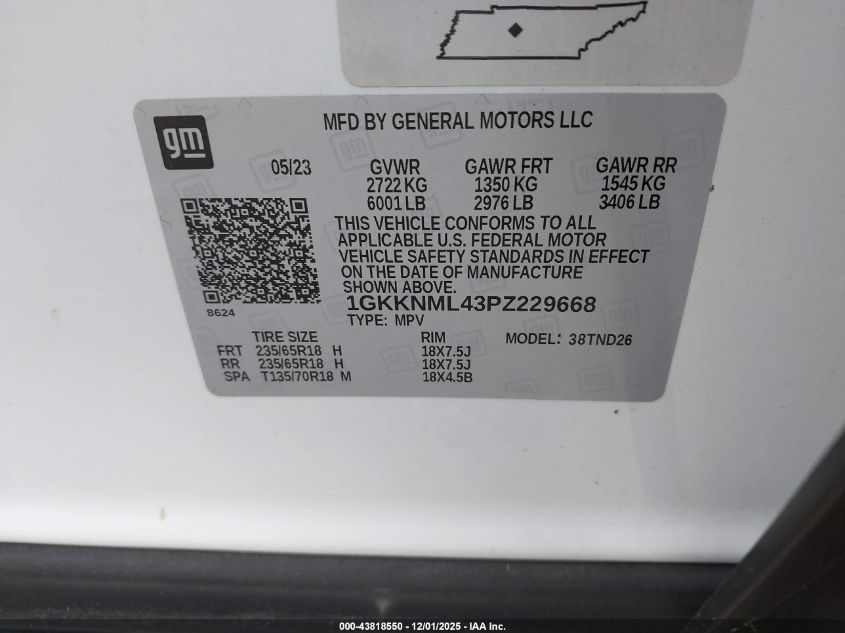 MFD BY GENERAL MOTORS LLC
gm
05/23 GVWR GAWR FRT GAWR RR
2722 KG 1350 KG 1545 KG
6001 LB 2976 LB 3406 LB
THIS VEHICLE CONFORMS TO ALL
APPLICABLE U.S. FEDERAL MOTOR
VEHICLE SAFETY STANDARDS IN EFFECT
ON THE DATE OF MANUFACTURE
SHOWN ABOVE.
8624
1GKKNML43PZ229668
TYPE: MPV
TIRE SIZE RIM MODEL: 38TND26
FRT 235/65R18 H 18X7.5J
RR 235/65R18 H 18X7.5J
SPA T135/70R18 M 18X4.5B
000-43818550 - 12/01/2025 - IAA Inc.